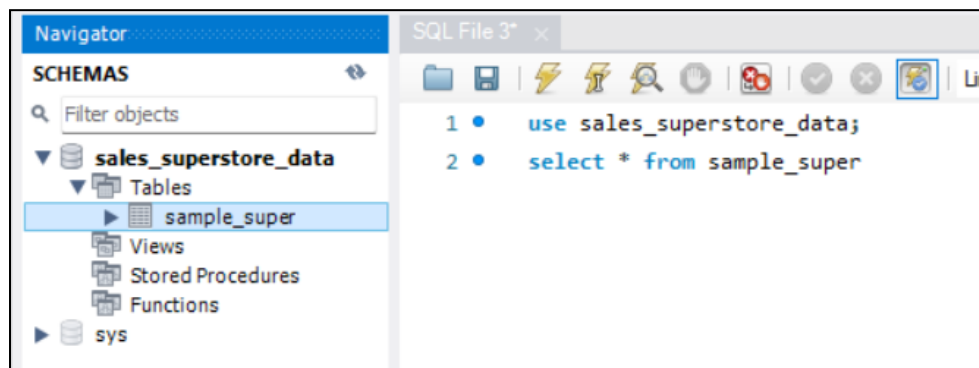 Navigator
SCHEMAS
Filter objects
sales_superstore_data
Tables
sample_super
Views
Stored Procedures
Functions
sys
SQL File 3*
1 use sales_superstore_data;
2 select * from sample_super